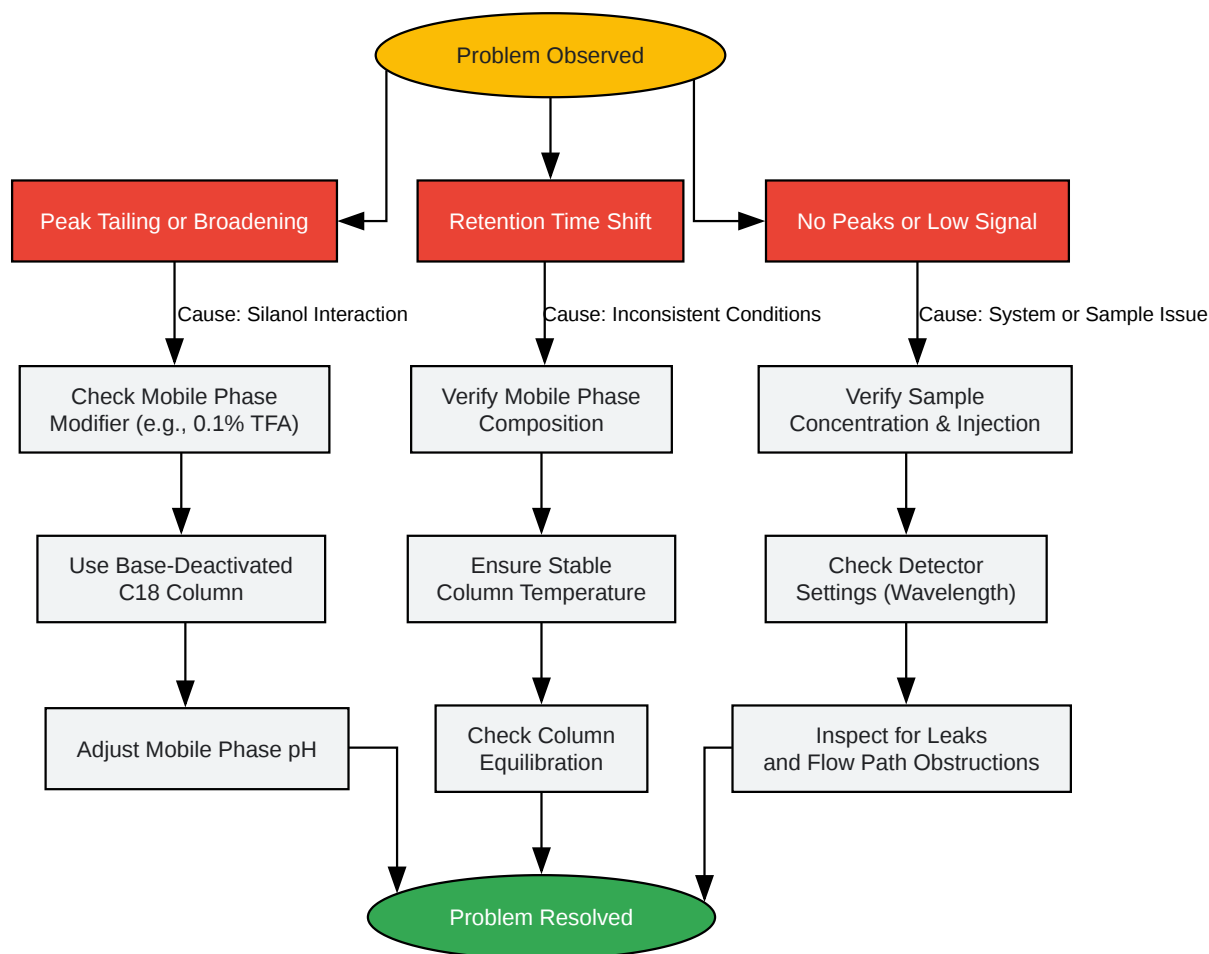 Problem Observed
Peak Tailing or Broadening
Retention Time Shift
No Peaks or Low Signal
Cause: Silanol Interaction
Cause: Inconsistent Conditions
Cause: System or Sample Issue
Check Mobile Phase
Modifier (e.g., 0.1% TFA)
Verify Mobile Phase
Composition
Verify Sample
Concentration & Injection
Use Base-Deactivated
C18 Column
Ensure Stable
Column Temperature
Check Detector
Settings (Wavelength)
Adjust Mobile Phase pH
Check Column
Equilibration
Inspect for Leaks
and Flow Path Obstructions
Problem Resolved